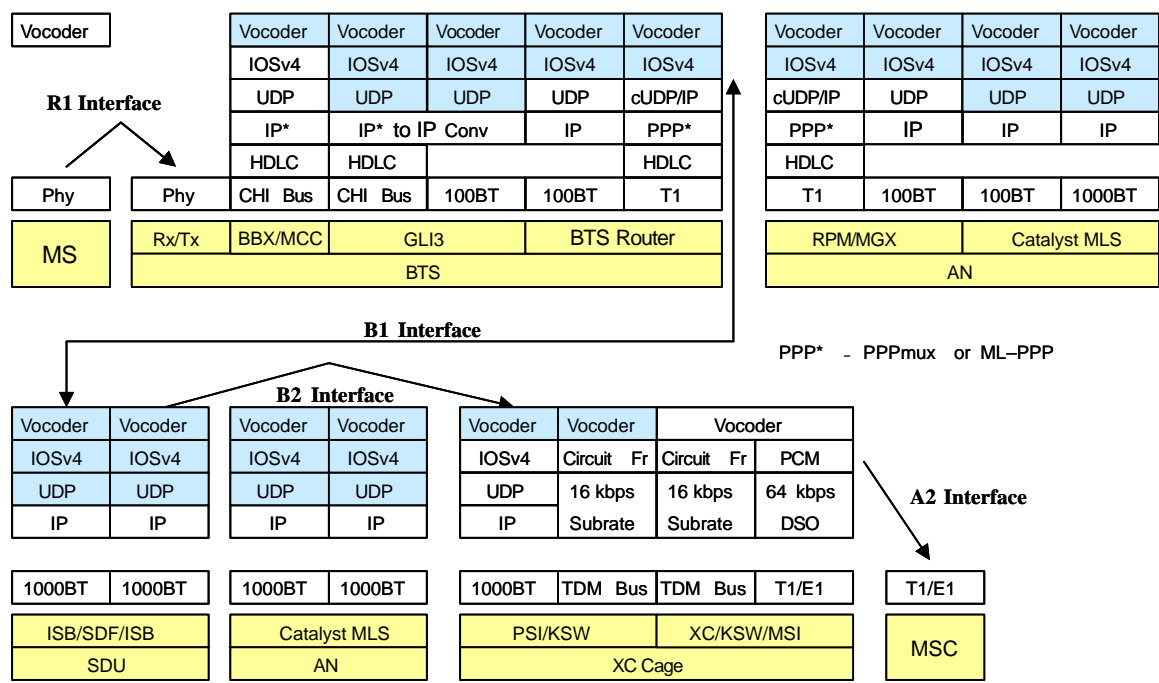 Vocoder Vocoder Vocoder Vocoder Vocoder Vocoder Vocoder Vocoder Vocoder Vocoder
IOSv4 IOSv4 IOSv4 IOSv4 IOSv4 IOSv4 IOSv4 IOSv4 IOSv4
R1 Interface UDP UDP UDP UDP cUDP/IP cUDP/IP UDP UDP UDP
IP* IP* to IP Conv IP PPP* PPP* IP IP IP
HDLC HDLC HDLC HDLC
Phy Phy CHI Bus CHI Bus 100BT 100BT T1 T1 100BT 100BT 1000BT
MS Rx/Tx BBX/MCC GLI3 BTS Router RPM/MGX Catalyst MLS
BTS AN
B1 Interface
PPP* - PPPmux or ML–PPP
B2 Interface
Vocoder Vocoder Vocoder Vocoder Vocoder Vocoder Vocoder
IOSv4 IOSv4 IOSv4 IOSv4 IOSv4 Circuit Fr Circuit Fr PCM
UDP UDP UDP UDP UDP 16 kbps 16 kbps 64 kbps A2 Interface
IP IP IP IP IP Subrate Subrate DSO
1000BT 1000BT 1000BT 1000BT 1000BT TDM Bus TDM Bus T1/E1 T1/E1
ISB/SDF/ISB Catalyst MLS PSI/KSW XC/KSW/MSI MSC
SDU AN XC Cage